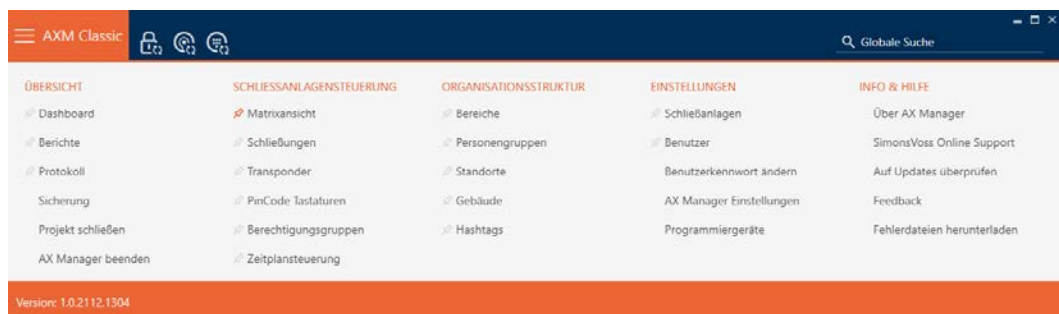 AXM Classic
Globale Suche
ÜBERSICHT
Dashboard
Berichte
Protokoll
Sicherung
Projekt schließen
AX Manager beenden
SCHLIESSANLAGENSTEUERUNG
Matrixansicht
Schließungen
Transponder
PinCode Tastaturen
Berechtigungsgruppen
Zeitplansteuerung
ORGANISATIONSSTRUKTUR
Bereiche
Personengruppen
Standorte
Gebäude
Hashtags
EINSTELLUNGEN
Schließanlagen
Benutzer
Benutzerkennwort ändern
AX Manager Einstellungen
Programmiergeräte
INFO & HILFE
Über AX Manager
SimonsVoss Online Support
Auf Updates überprüfen
Feedback
Fehlerdateien herunterladen
Version: 1.0.2112.1304